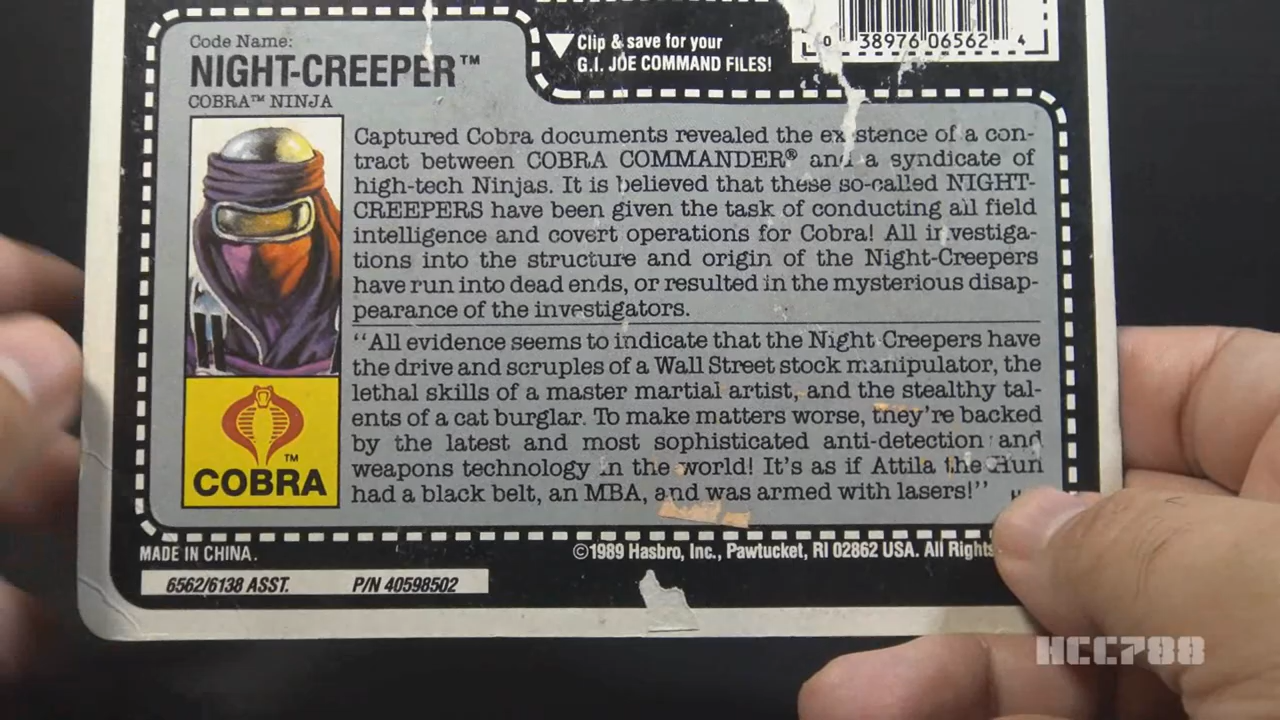 Code Name:
NIGHT-CREEPER™
COBRA™ NINJA
Clip & save for your
G.I. JOE COMMAND FILES!
0 38976 06562 4
Captured Cobra documents revealed the existence of a con-
tract between COBRA COMMANDER® and a syndicate of
high-tech Ninjas. It is believed that these so-called NIGHT-
CREEPERS have been given the task of conducting all field
intelligence and covert operations for Cobra! All investiga-
tions into the structure and origin of the Night-Creepers
have run into dead ends, or resulted in the mysterious disap-
pearance of the investigators.
“All evidence seems to indicate that the Night Creepers have
the drive and scruples of a Wall Street stock manipulator, the
lethal skills of a master martial artist, and the stealthy tal-
ents of a cat burglar. To make matters worse, they’re backed
by the latest and most sophisticated anti-detection and
weapons technology in the world! It’s as if Attila the Hun
had a black belt, an MBA, and was armed with lasers!”
™
COBRA
MADE IN CHINA.
©1989 Hasbro, Inc., Pawtucket, RI 02862 USA. All Rights
6562/6138 ASST. P/N 40598502
HCC788